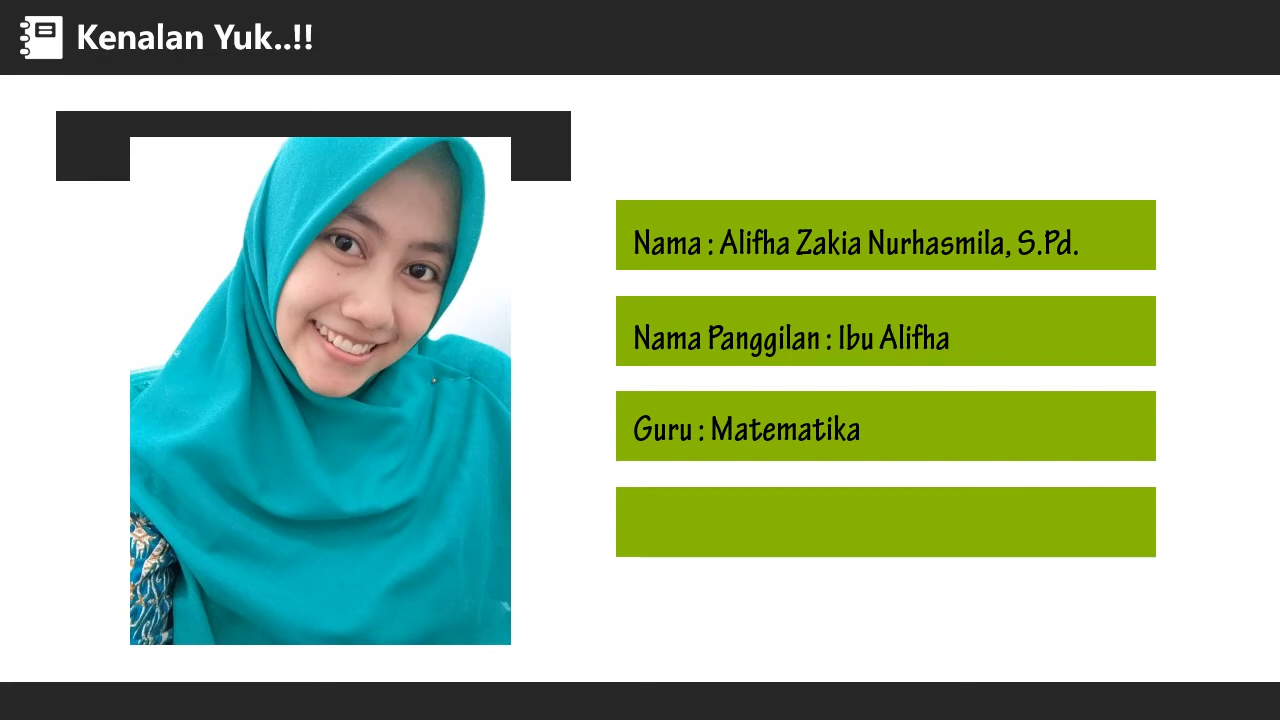 Kenalan Yuk..!!
Nama : Alifha Zakia Nurhasmila, S.Pd.
Nama Panggilan : Ibu Alifha
Guru : Matematika